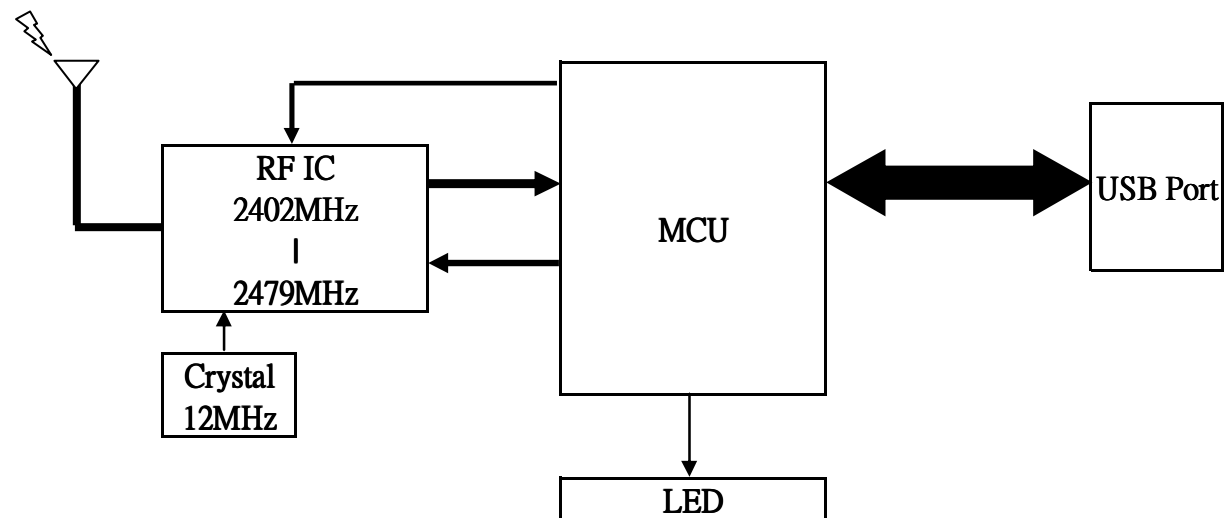 RF IC
2402MHz
|
2479MHz
MCU
USB Port
Crystal
12MHz
LED